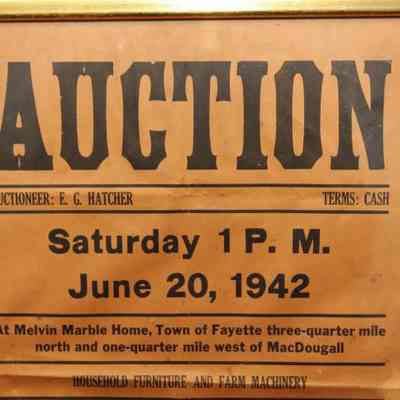 AUCTION
AUCTIONEER: E. G. HATCHER TERMS: CASH
Saturday 1 P. M.
June 20, 1942
At Melvin Marble Home, Town of Fayette three-quarter mile
north and one-quarter mile west of MacDougall
HOUSEHOLD FURNITURE AND FARM MACHINERY